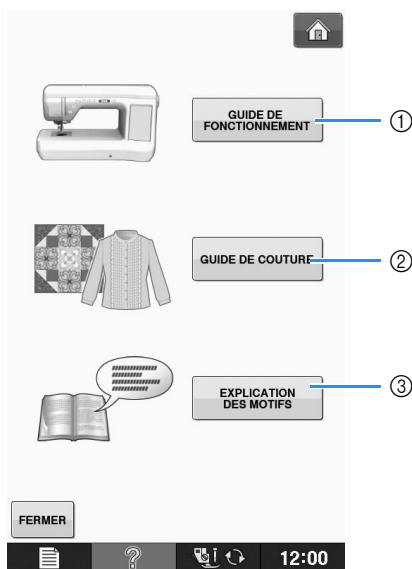 GUIDE DE
FONCTIONNEMENT
①
GUIDE DE COUTURE
②
EXPLICATION
DES MOTIFS
③
FERMER
?
12:00